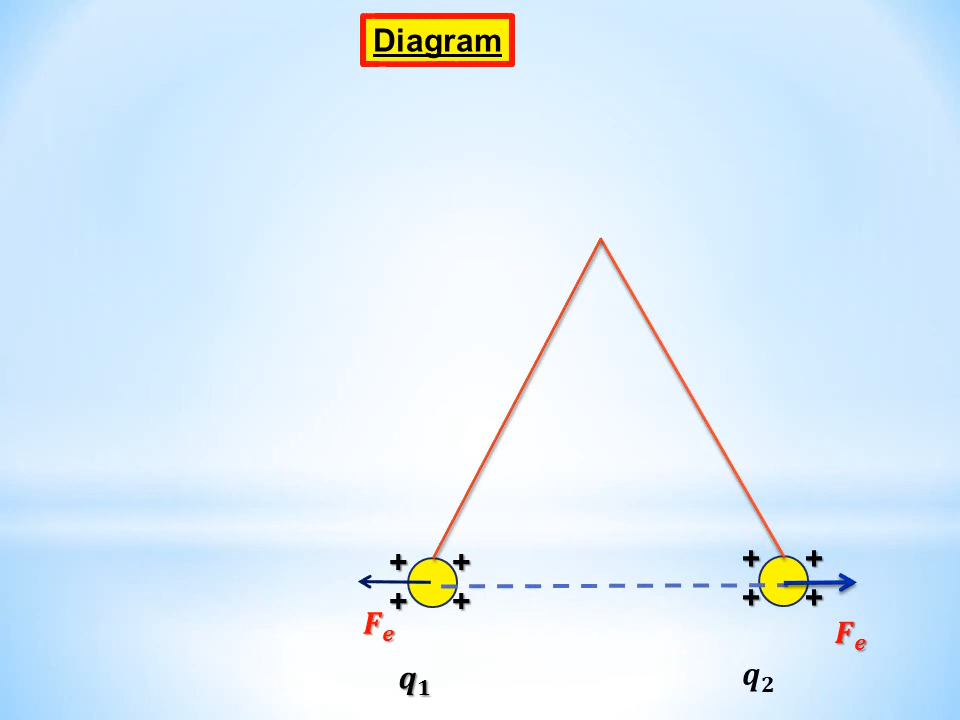 Diagram
+ + + +
+ + + +
Fₑ Fₑ
q₁ q₂